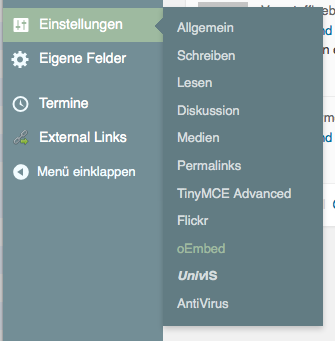 Einstellungen
Eigene Felder
Termine
External Links
Menü einklappen
Allgemein
Schreiben
Lesen
Diskussion
Medien
Permalinks
TinyMCE Advanced
Flickr
oEmbed
UnivIS
AntiVirus